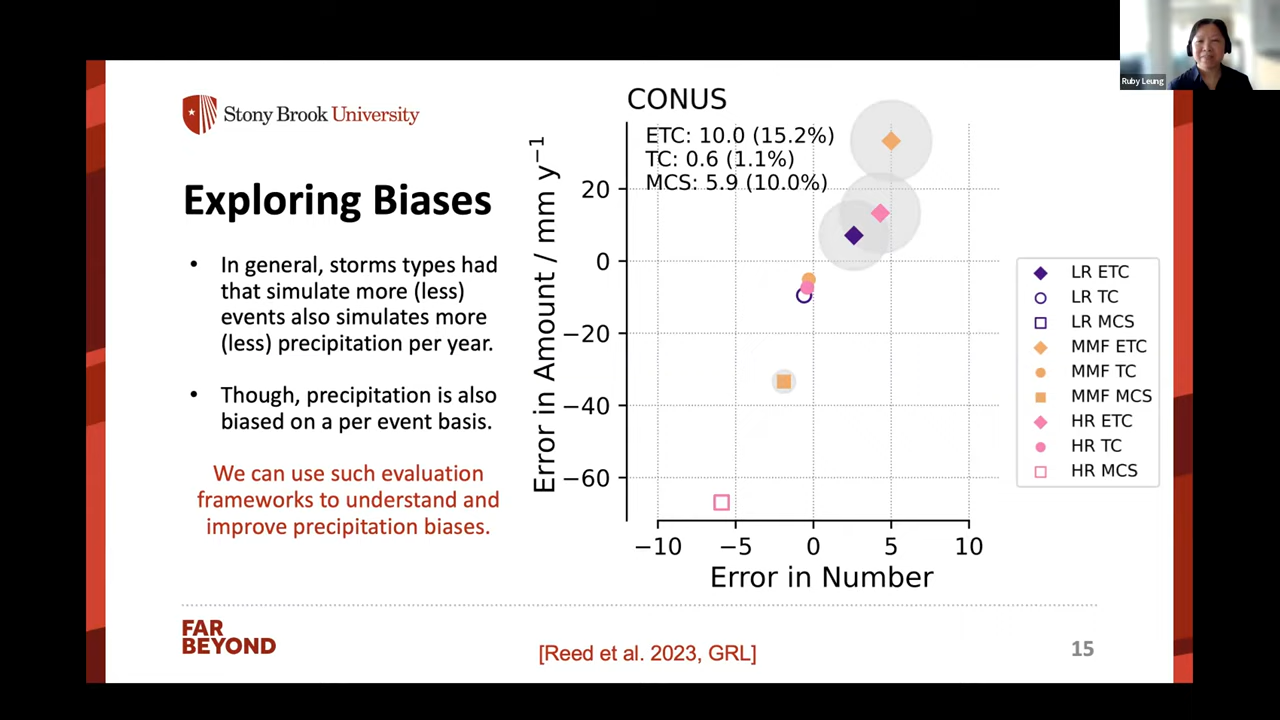 Ruby Leung
Stony Brook University
Exploring Biases
• In general, storms types had
that simulate more (less)
events also simulates more
(less) precipitation per year.
• Though, precipitation is also
biased on a per event basis.
We can use such evaluation
frameworks to understand and
improve precipitation biases.
CONUS
ETC: 10.0 (15.2%)
TC: 0.6 (1.1%)
MCS: 5.9 (10.0%)
Error in Amount / mm y⁻¹
20
0
−20
−40
−60
−10 −5 0 5 10
Error in Number
LR ETC
LR TC
LR MCS
MMF ETC
MMF TC
MMF MCS
HR ETC
HR TC
HR MCS
FAR
BEYOND
[Reed et al. 2023, GRL]
15